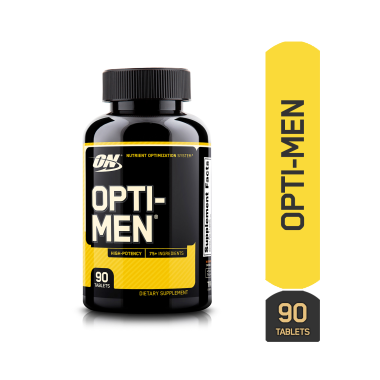 ON
NUTRIENT OPTIMIZATION SYSTEM
OPTI-
MEN®
HIGH-POTENCY
75+ INGREDIENTS
90
TABLETS
DIETARY SUPPLEMENT
Supplement Facts
OPTI-MEN
90
TABLETS